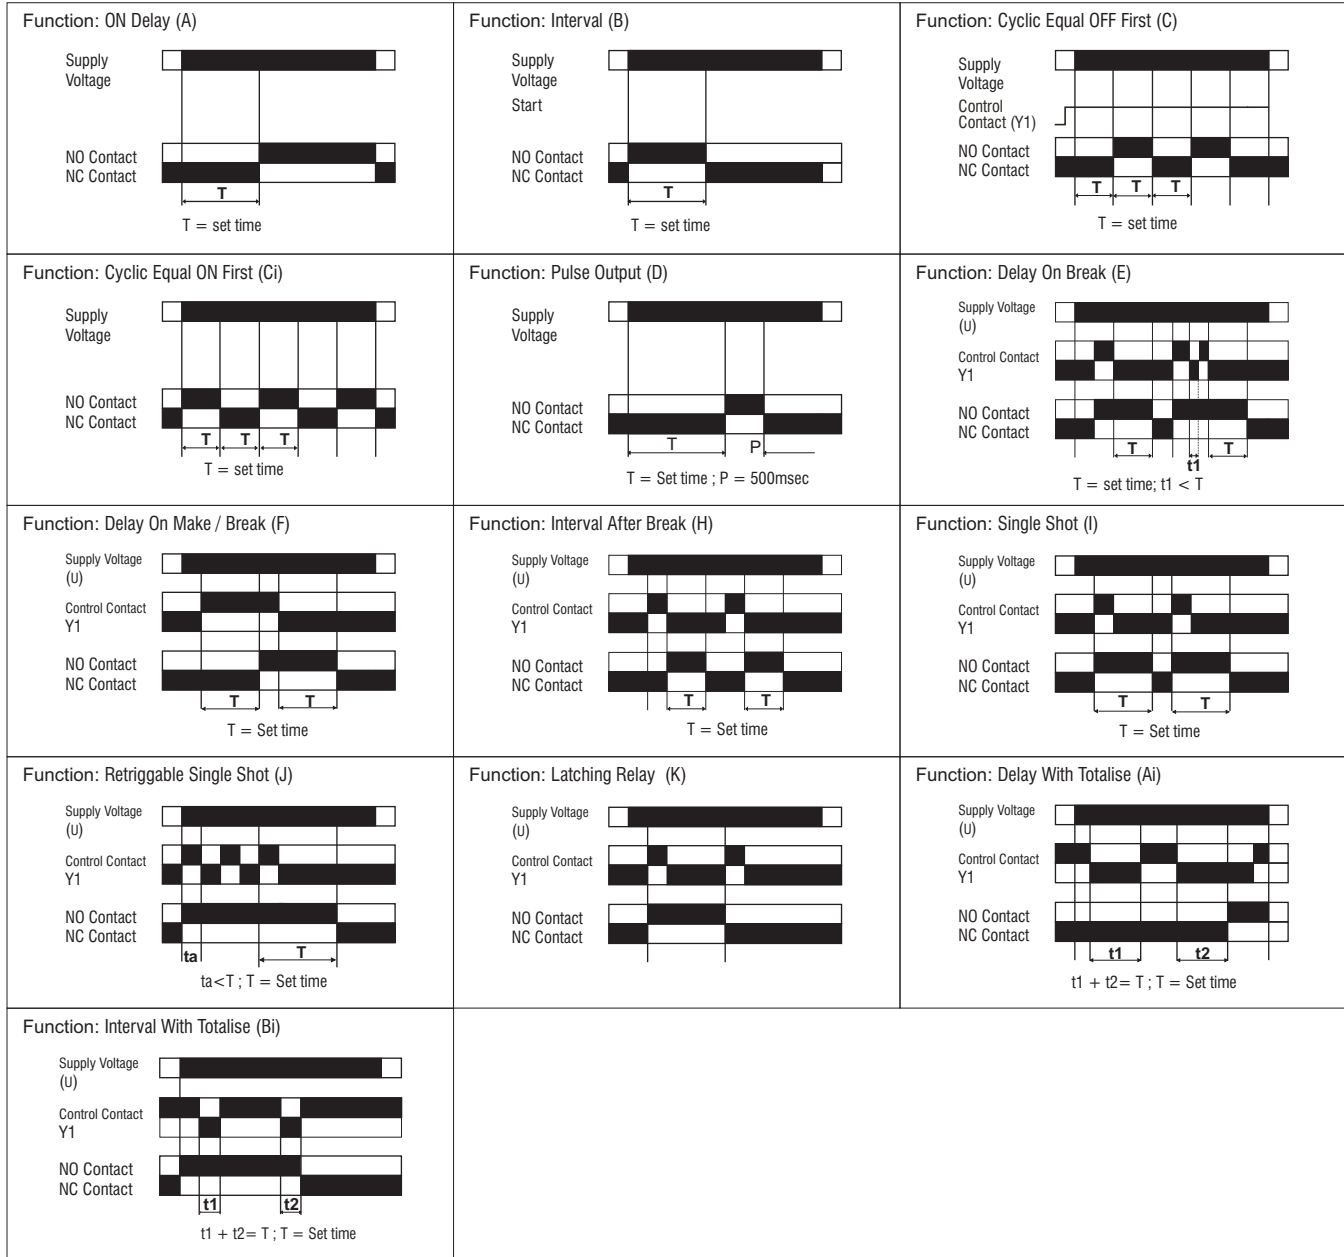 Function: ON Delay (A)
Supply
Voltage
NO Contact
NC Contact
T
T = set time
Function: Interval (B)
Supply
Voltage
Start
NO Contact
NC Contact
T
T = set time
Function: Cyclic Equal OFF First (C)
Supply
Voltage
Control
Contact (Y1)
NO Contact
NC Contact
T T T
T = set time
Function: Cyclic Equal ON First (Ci)
Supply
Voltage
NO Contact
NC Contact
T T T
T = set time
Function: Pulse Output (D)
Supply
Voltage
NO Contact
NC Contact
T P
T = Set time ; P = 500msec
Function: Delay On Break (E)
Supply Voltage
(U)
Control Contact
Y1
NO Contact
NC Contact
T t1 T
T = set time; t1 < T
Function: Delay On Make / Break (F)
Supply Voltage
(U)
Control Contact
Y1
NO Contact
NC Contact
T T
T = Set time
Function: Interval After Break (H)
Supply Voltage
(U)
Control Contact
Y1
NO Contact
NC Contact
T T
T = Set time
Function: Single Shot (I)
Supply Voltage
(U)
Control Contact
Y1
NO Contact
NC Contact
T T
T = Set time
Function: Retriggable Single Shot (J)
Supply Voltage
(U)
Control Contact
Y1
NO Contact
NC Contact
ta T
ta<T ; T = Set time
Function: Latching Relay (K)
Supply Voltage
(U)
Control Contact
Y1
NO Contact
NC Contact
Function: Delay With Totalise (Ai)
Supply Voltage
(U)
Control Contact
Y1
NO Contact
NC Contact
t1 t2
t1 + t2= T ; T = Set time
Function: Interval With Totalise (Bi)
Supply Voltage
(U)
Control Contact
Y1
NO Contact
NC Contact
t1 t2
t1 + t2= T ; T = Set time